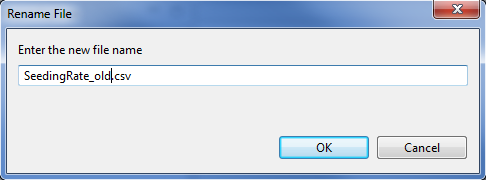 Rename File
Enter the new file name
SeedingRate_old.csv
OK Cancel